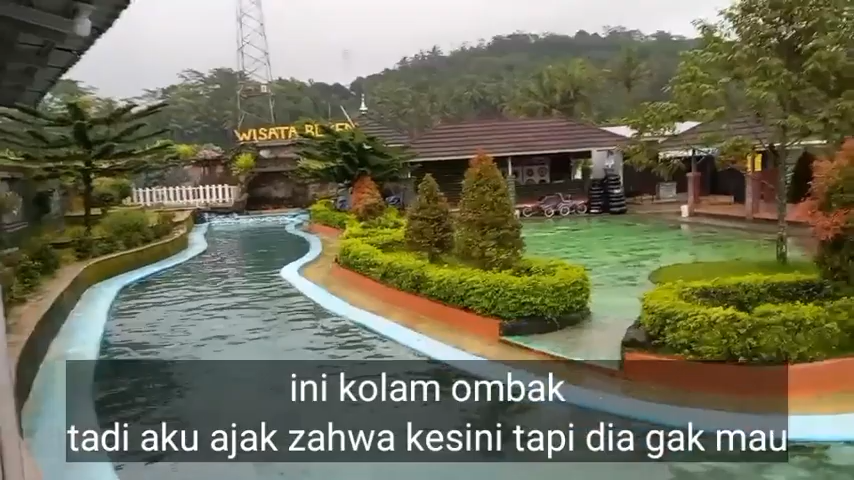 WISATA
ini kolam ombak
tadi aku ajak zahwa kesini tapi dia gak mau